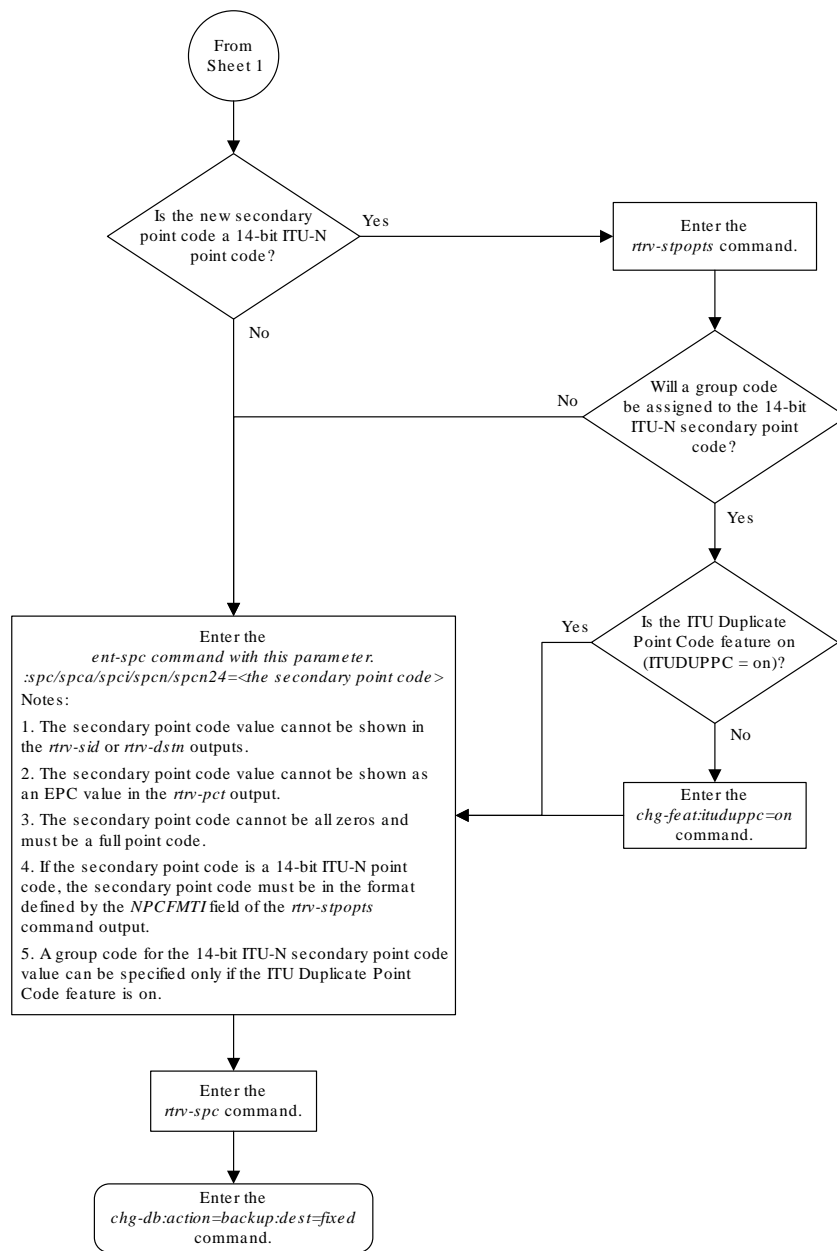 From
Sheet 1
Is the new secondary
point code a 14-bit ITU-N
point code?
Yes
Enter the
rtrv-stpopts command.
No
Will a group code
be assigned to the 14-bit
ITU-N secondary point
code?
No
Yes
Is the ITU Duplicate
Point Code feature on
(ITUDUPPC = on)?
Yes
No
Enter the
chg-feat:ituduppc=on
command.
Enter the
ent-spc command with this parameter.
:spc/spca/spci/spcn/spcn24=<the secondary point code>
Notes:
1. The secondary point code value cannot be shown in
the rtrv-sid or rtrv-dstn outputs.
2. The secondary point code value cannot be shown as
an EPC value in the rtrv-pct output.
3. The secondary point code cannot be all zeros and
must be a full point code.
4. If the secondary point code is a 14-bit ITU-N point
code, the secondary point code must be in the format
defined by the NPCFMTI field of the rtrv-stpopts
command output.
5. A group code for the 14-bit ITU-N secondary point code
value can be specified only if the ITU Duplicate Point
Code feature is on.
Enter the
rtrv-spc command.
Enter the
chg-db:action=backup:dest=fixed
command.